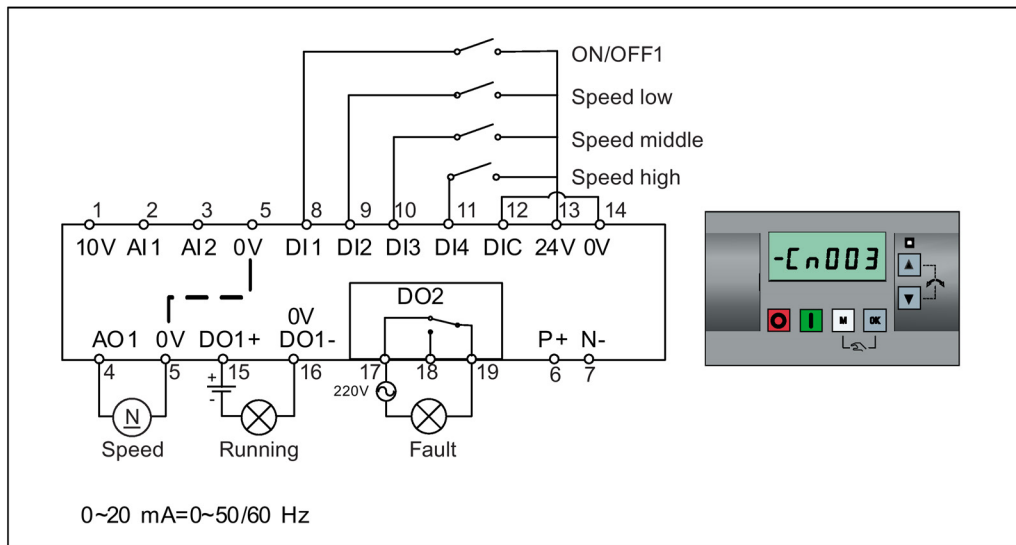 ON/OFF1
Speed low
Speed middle
Speed high
1 2 3 5 8 9 10 11 12 13 14
10V AI1 AI2 0V DI1 DI2 DI3 DI4 DIC 24V 0V
-Cn003
M OK
DO2
0V
AO1 0V DO1+ DO1- P+ N-
4 5 15 16 17 18 19 6 7
+
-
220V
N
Speed Running Fault
0~20 mA=0~50/60 Hz